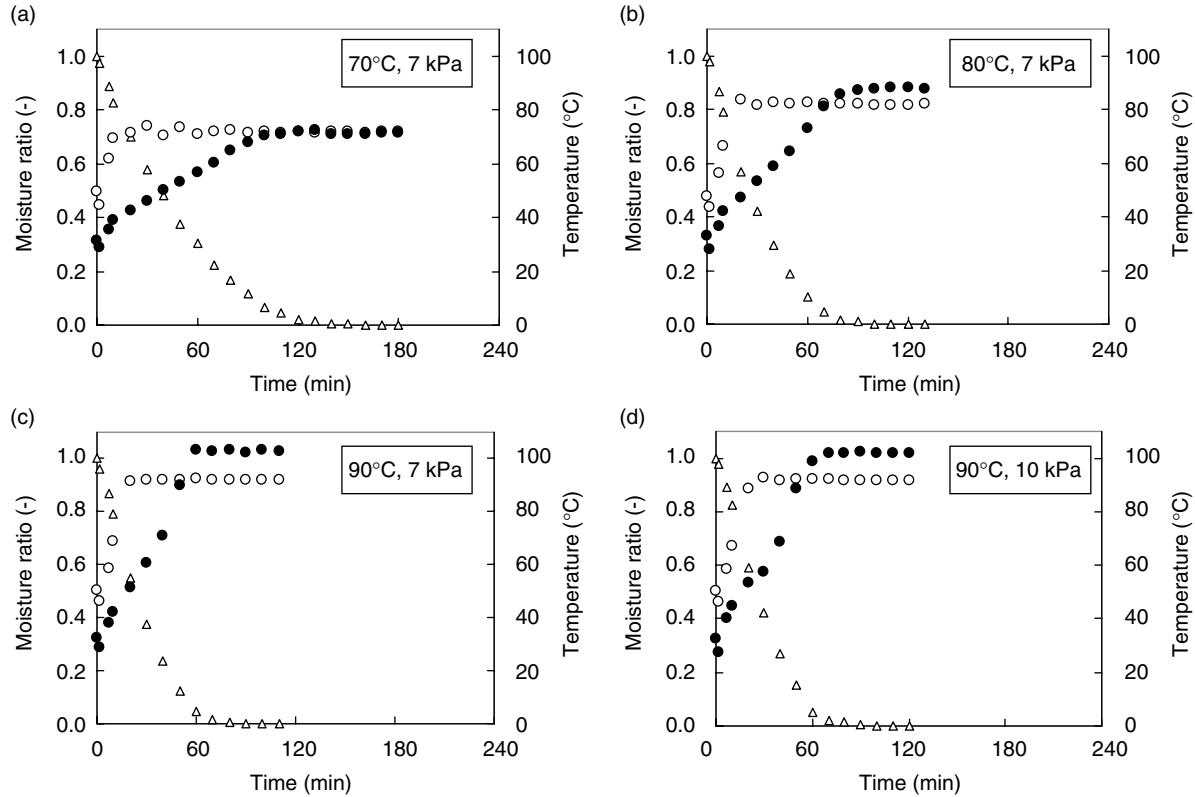 (a)
70°C, 7 kPa
Moisture ratio (-)
1.0
0.8
0.6
0.4
0.2
0.0
100
80
60
40
20
0
Temperature (°C)
0 60 120 180 240
Time (min)
(b)
80°C, 7 kPa
Moisture ratio (-)
1.0
0.8
0.6
0.4
0.2
0.0
100
80
60
40
20
0
Temperature (°C)
0 60 120 180 240
Time (min)
(c)
90°C, 7 kPa
Moisture ratio (-)
1.0
0.8
0.6
0.4
0.2
0.0
100
80
60
40
20
0
Temperature (°C)
0 60 120 180 240
Time (min)
(d)
90°C, 10 kPa
Moisture ratio (-)
1.0
0.8
0.6
0.4
0.2
0.0
100
80
60
40
20
0
Temperature (°C)
0 60 120 180 240
Time (min)